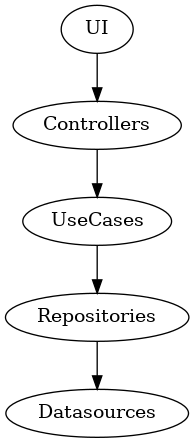 UI
Controllers
UseCases
Repositories
Datasources